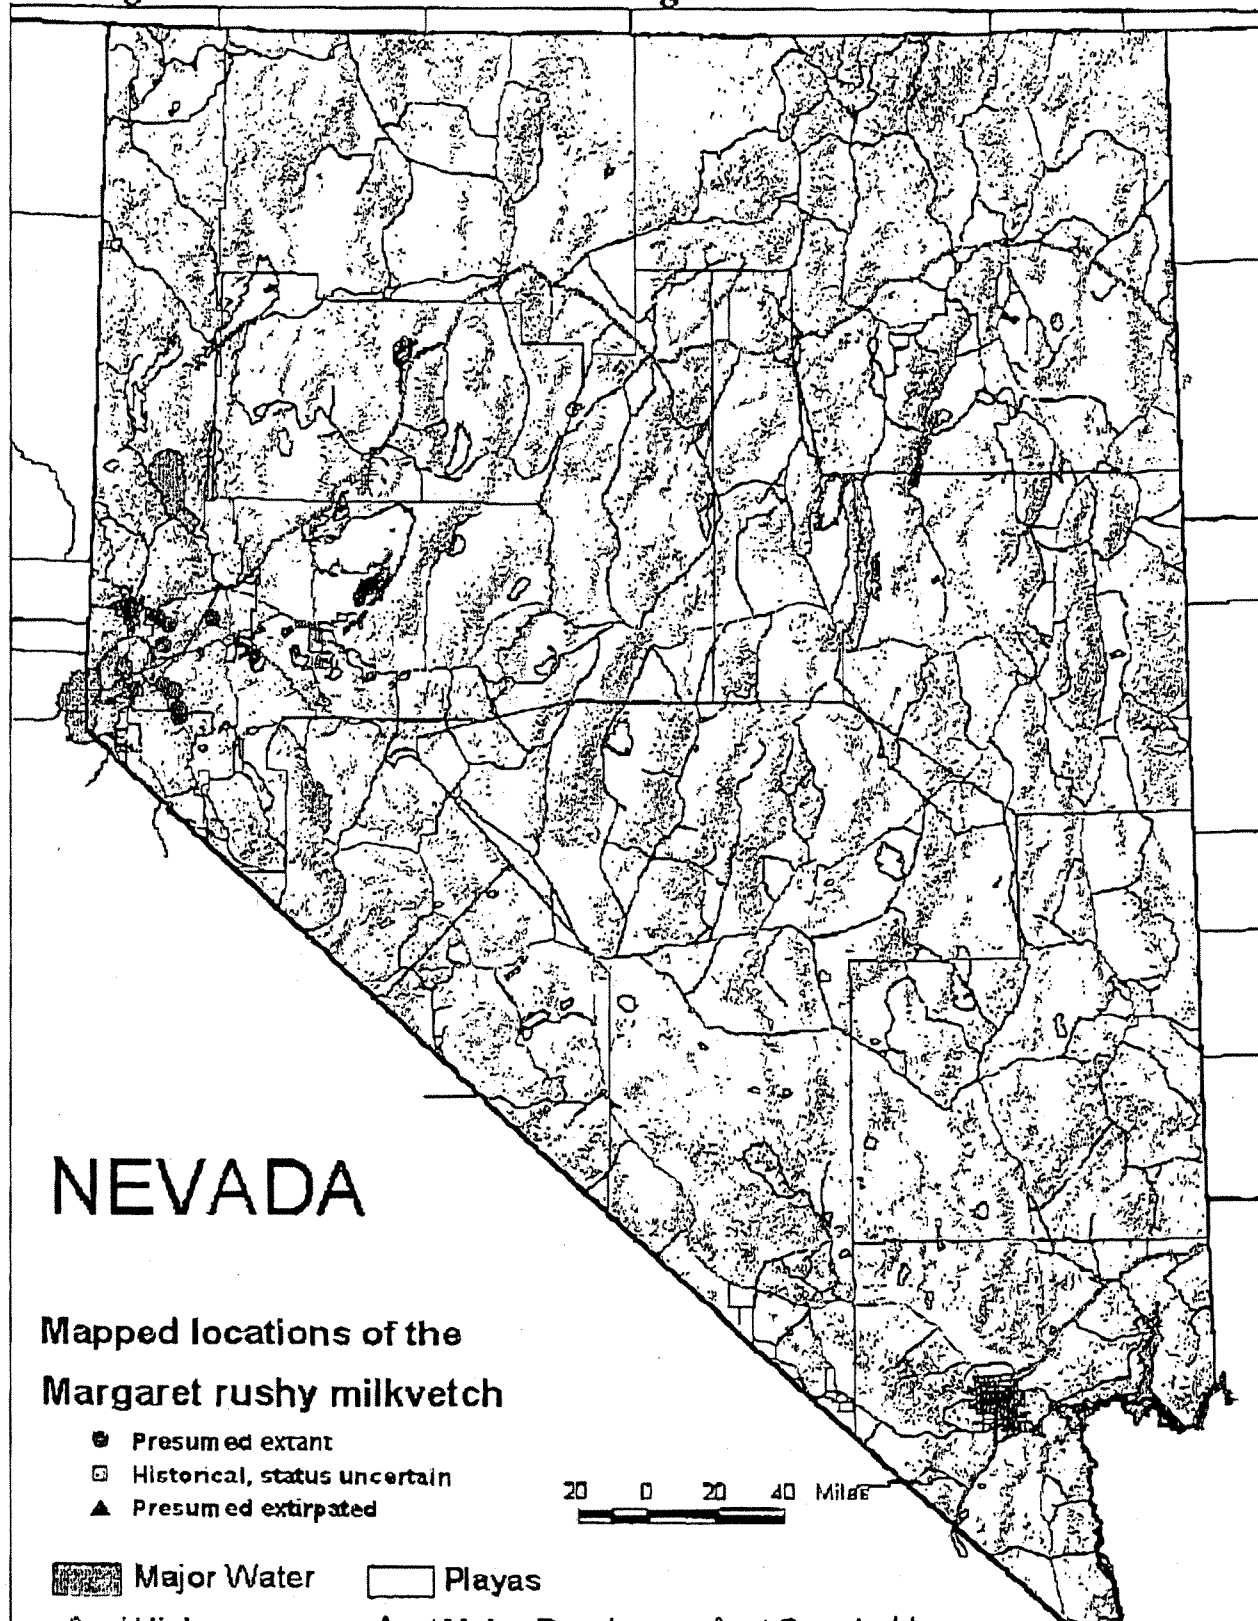 NEVADA
Mapped locations of the
Margaret rushy milkvetch
Presumed extant
Historical, status uncertain
Presumed extirpated
20 0 20 40 Miles
Major Water Playas